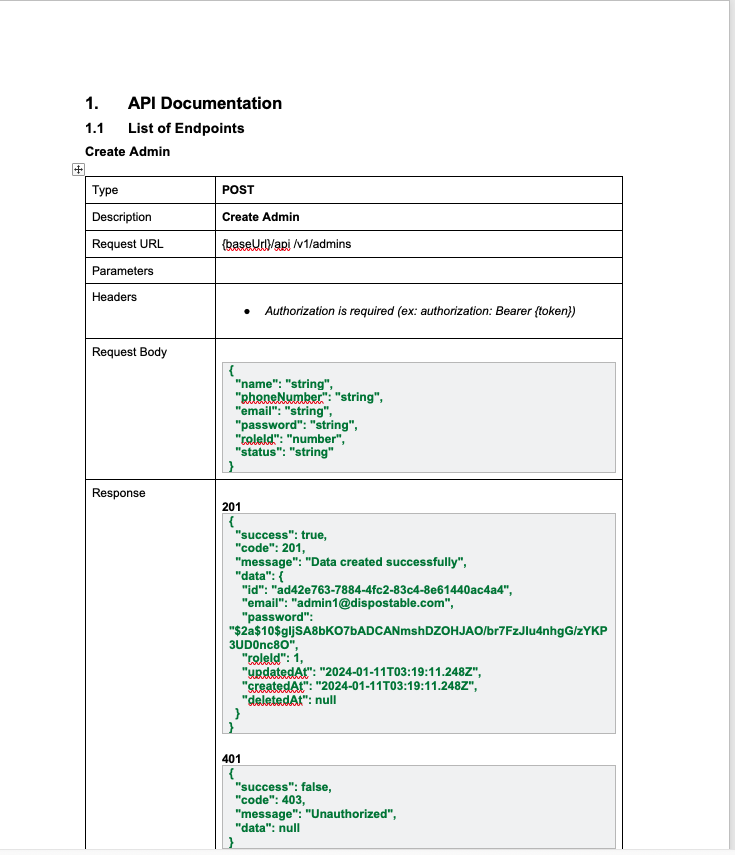 1. API Documentation
1.1 List of Endpoints
Create Admin
Type POST
Description Create Admin
Request URL {baseUrl}/api /v1/admins
Parameters
Headers
• Authorization is required (ex: authorization: Bearer {token})
Request Body
{
"name": "string",
"phoneNumber": "string",
"email": "string",
"password": "string",
"roleId": "number",
"status": "string"
}
Response
201
{
"success": true,
"code": 201,
"message": "Data created successfully",
"data": {
"id": "ad42e763-7884-4fc2-83c4-8e61440ac4a4",
"email": "admin1@dispostable.com",
"password":
"$2a$10$gIjSA8bKO7bADCANmshDZOHJAO/br7FzJIu4nhgG/zYKP
3UD0nc8O",
"roleId": 1,
"updatedAt": "2024-01-11T03:19:11.248Z",
"createdAt": "2024-01-11T03:19:11.248Z",
"deletedAt": null
}
}
401
{
"success": false,
"code": 403,
"message": "Unauthorized",
"data": null
}